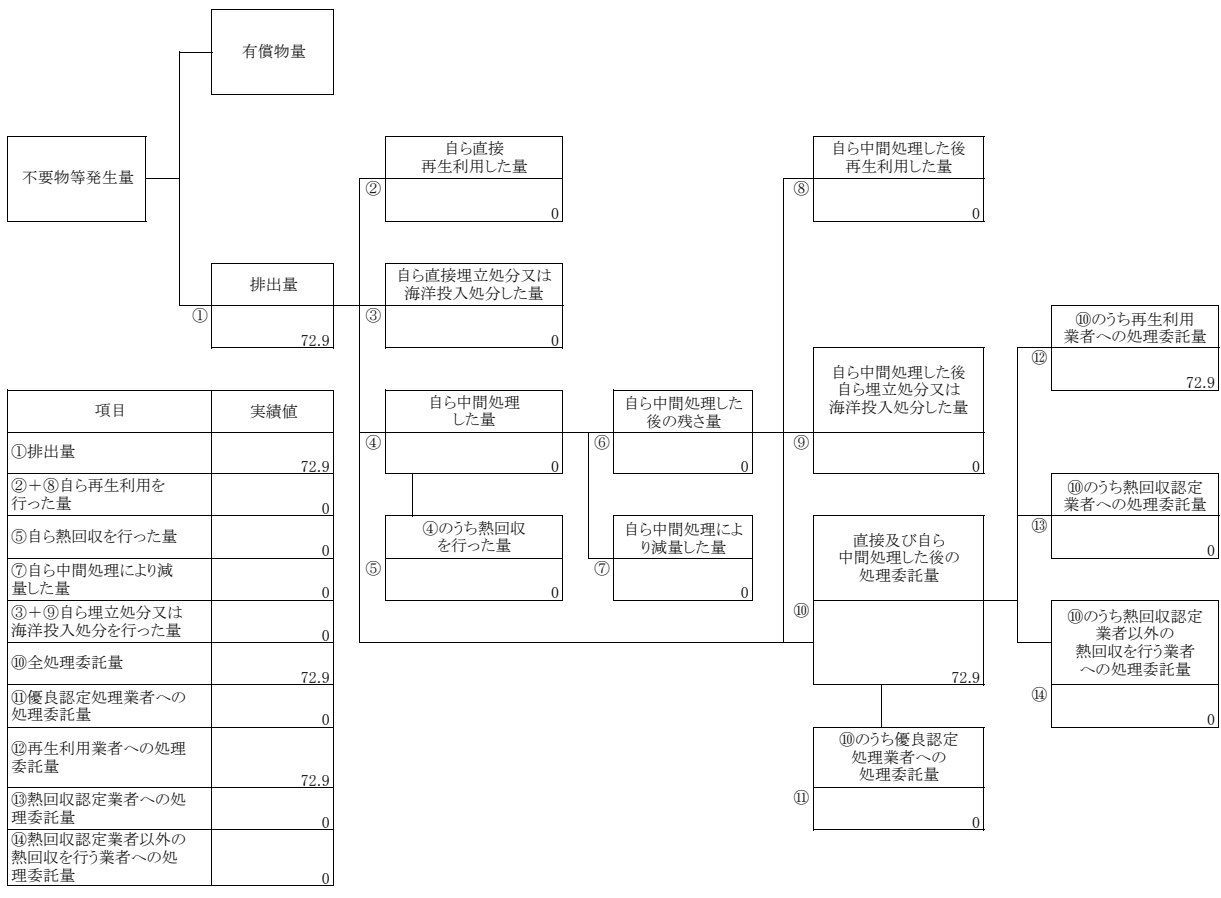 有償物量
不要物等発生量
排出量
①
72.9
自ら直接
再生利用した量
②
0
自ら直接埋立処分又は
海洋投入処分した量
③
0
自ら中間処理
した量
④
0
④のうち熱回収
を行った量
⑤
0
自ら中間処理した
後の残さ量
⑥
0
自ら中間処理によ
り減量した量
⑦
0
自ら中間処理した後
再生利用した量
⑧
0
自ら中間処理した後
自ら埋立処分又は
海洋投入処分した量
⑨
0
直接及び自ら
中間処理した後の
処理委託量
⑩
72.9
⑩のうち優良認定
処理業者への
処理委託量
⑪
0
⑩のうち再生利用
業者への処理委託量
⑫
72.9
⑩のうち熱回収認定
業者への処理委託量
⑬
0
⑩のうち熱回収認定
業者以外の
熱回収を行う業者
への処理委託量
⑭
0
項目 実績値
①排出量
72.9
②＋⑧自ら再生利用を
行った量
0
⑤自ら熱回収を行った量
0
⑦自ら中間処理により減
量した量
0
③＋⑨自ら埋立処分又は
海洋投入処分を行った量
0
⑩全処理委託量
72.9
⑪優良認定処理業者への
処理委託量
0
⑫再生利用業者への処理
委託量
72.9
⑬熱回収認定業者への処
理委託量
0
⑭熱回収認定業者以外の
熱回収を行う業者への処
理委託量
0